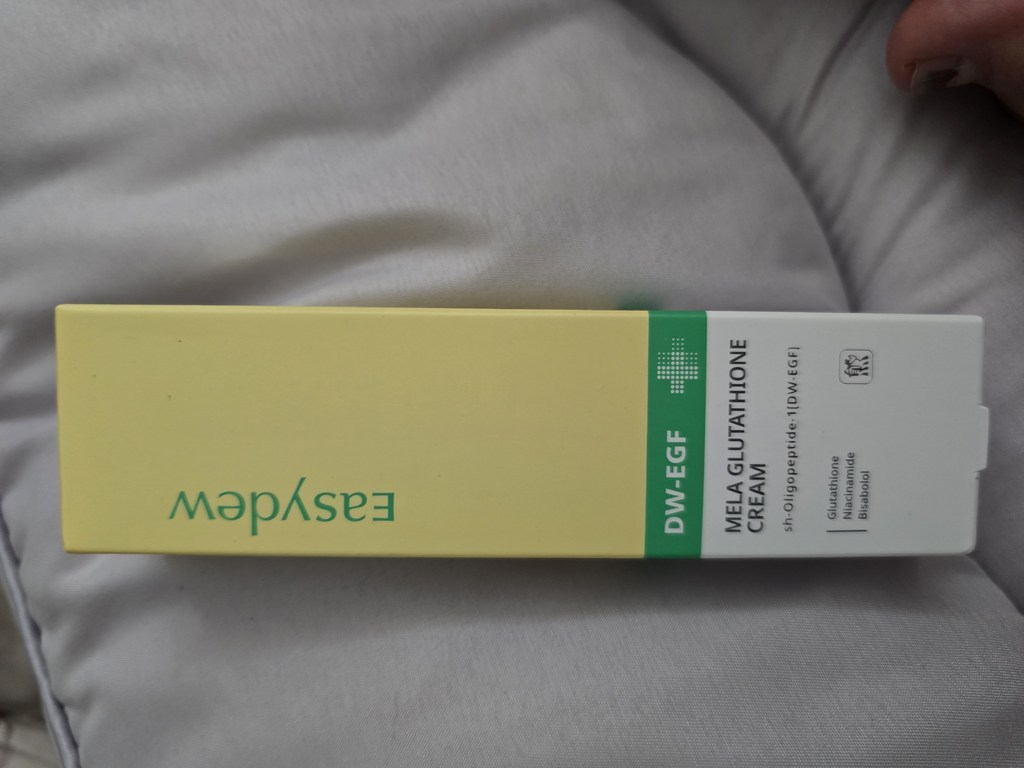 Easydew
DW-EGF
MELA GLUTATHIONE
CREAM
sh-Oligopeptide-1(DW-EGF)
Glutathione
Niacinamide
Bisabolol